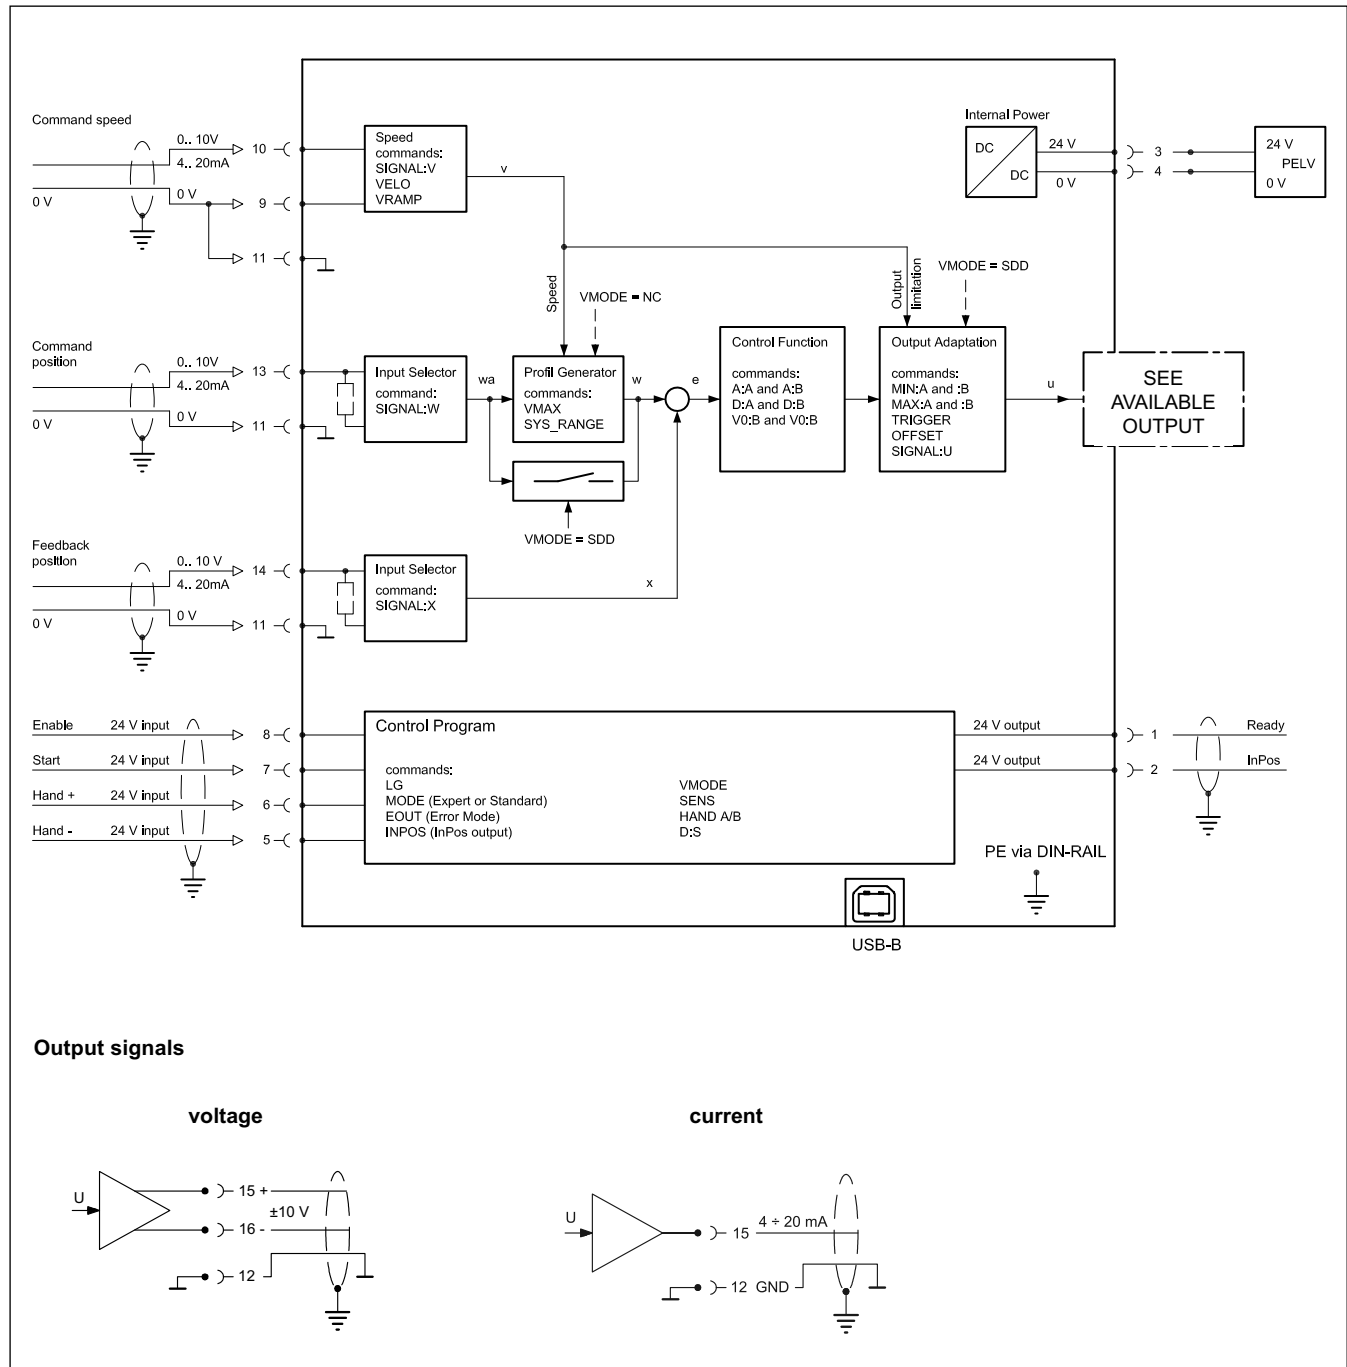 Command speed
0.. 10V
4.. 20mA
0 V
0 V
10
9
11
Speed
commands:
SIGNAL:V
VELO
VRAMP
v
Internal Power
DC
DC
24 V
0 V
3
4
24 V
PELV
0 V
Speed
VMODE = NC
Output
limitation
VMODE = SDD
Command
position
0.. 10V
4.. 20mA
0 V
0 V
13
11
Input Selector
command:
SIGNAL:W
wa
Profil Generator
commands:
VMAX
SYS_RANGE
w
e
VMODE = SDD
Control Function
commands:
A:A and A:B
D:A and D:B
V0:B and V0:B
Output Adaptation
commands:
MIN:A and :B
MAX:A and :B
TRIGGER
OFFSET
SIGNAL:U
u
SEE
AVAILABLE
OUTPUT
Feedback
position
0.. 10 V
4.. 20mA
0 V
0 V
14
11
Input Selector
command:
SIGNAL:X
x
Enable 24 V input 8
Start 24 V input 7
Hand + 24 V input 6
Hand - 24 V input 5
Control Program
commands:
LG VMODE
MODE (Expert or Standard) SENS
EOUT (Error Mode) HAND A/B
INPOS (InPos output) D:S
24 V output 1 Ready
24 V output 2 InPos
PE via DIN-RAIL
USB-B
Output signals
voltage
U
15 +
±10 V
16 -
12
current
U
15 4 ÷ 20 mA
12 GND